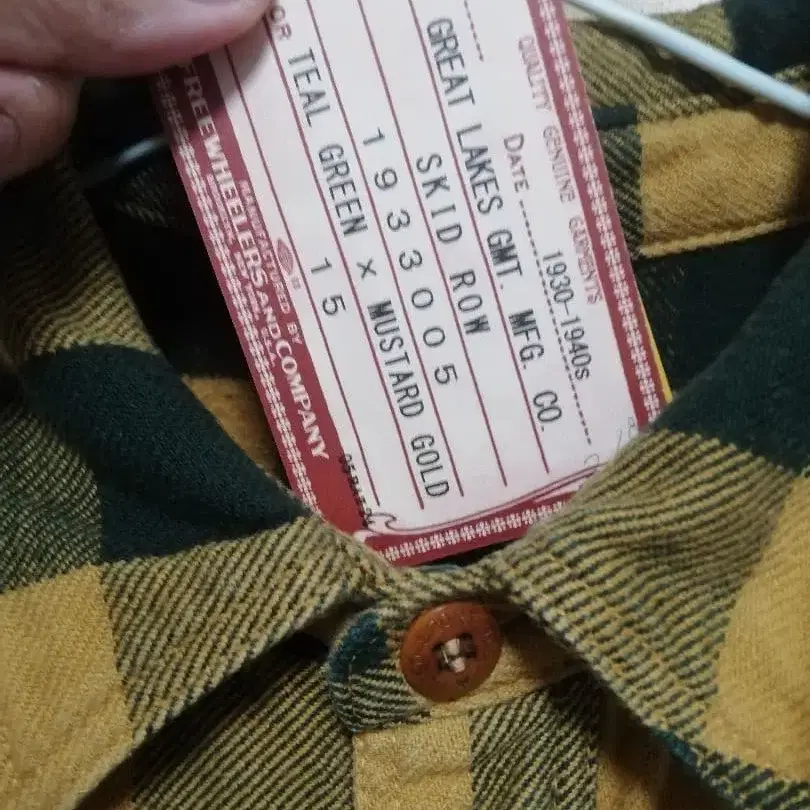 QUALITY GENUINE GARMENTS
DATE 1930-1940s
GREAT LAKES GMT. MFG. CO.
SKID ROW
1933005
OR TEAL GREEN × MUSTARD GOLD
15
MANUFACTURED BY
FREEWHEELERS AND COMPANY